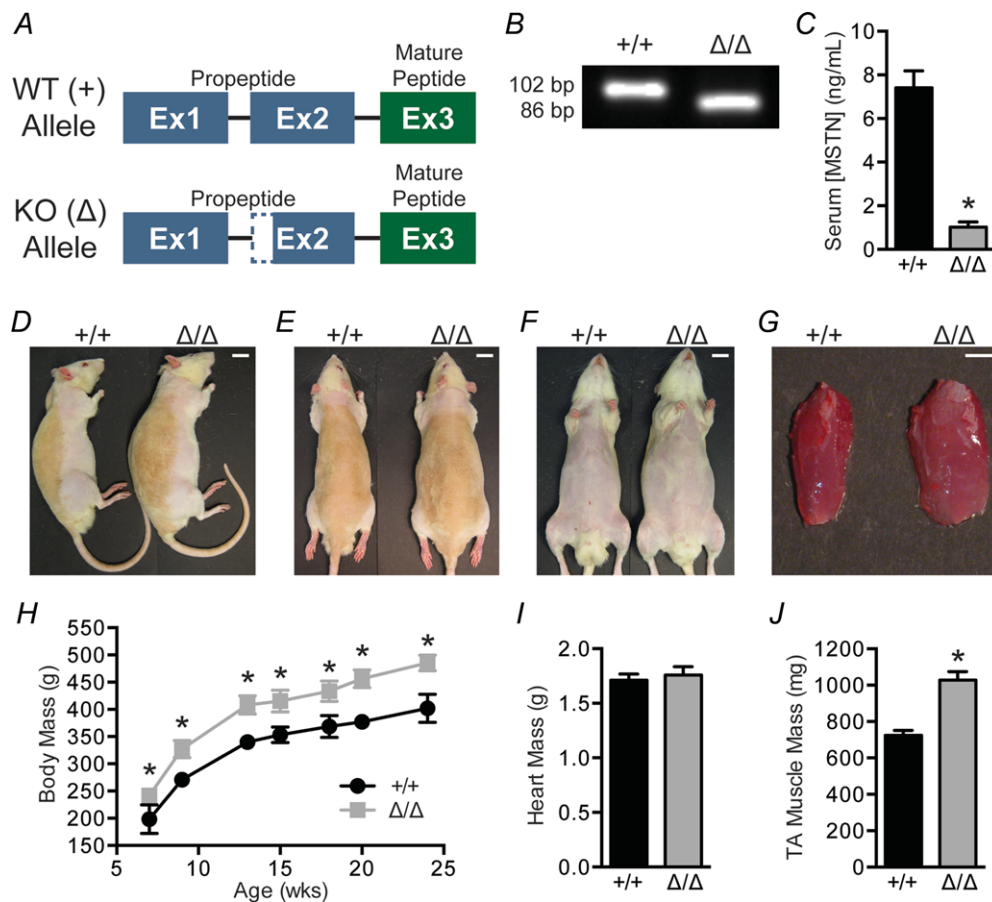 A
WT (+)
Allele
Propeptide
Mature
Peptide
Ex1
Ex2
Ex3
KO (Δ)
Allele
Propeptide
Mature
Peptide
Ex1
Ex2
Ex3
B
+/+
Δ/Δ
102 bp
86 bp
C
Serum [MSTN] (ng/mL)
10
8
6
4
2
0
*
+/+
Δ/Δ
D
+/+
Δ/Δ
E
+/+
Δ/Δ
F
+/+
Δ/Δ
G
+/+
Δ/Δ
H
Body Mass (g)
550
500
450
400
350
300
250
200
150
* * * * * * *
+/+
Δ/Δ
5 10 15 20 25
Age (wks)
I
Heart Mass (g)
2.0
1.5
1.0
0.5
0.0
+/+
Δ/Δ
J
TA Muscle Mass (mg)
1200
1000
800
600
400
200
0
*
+/+
Δ/Δ